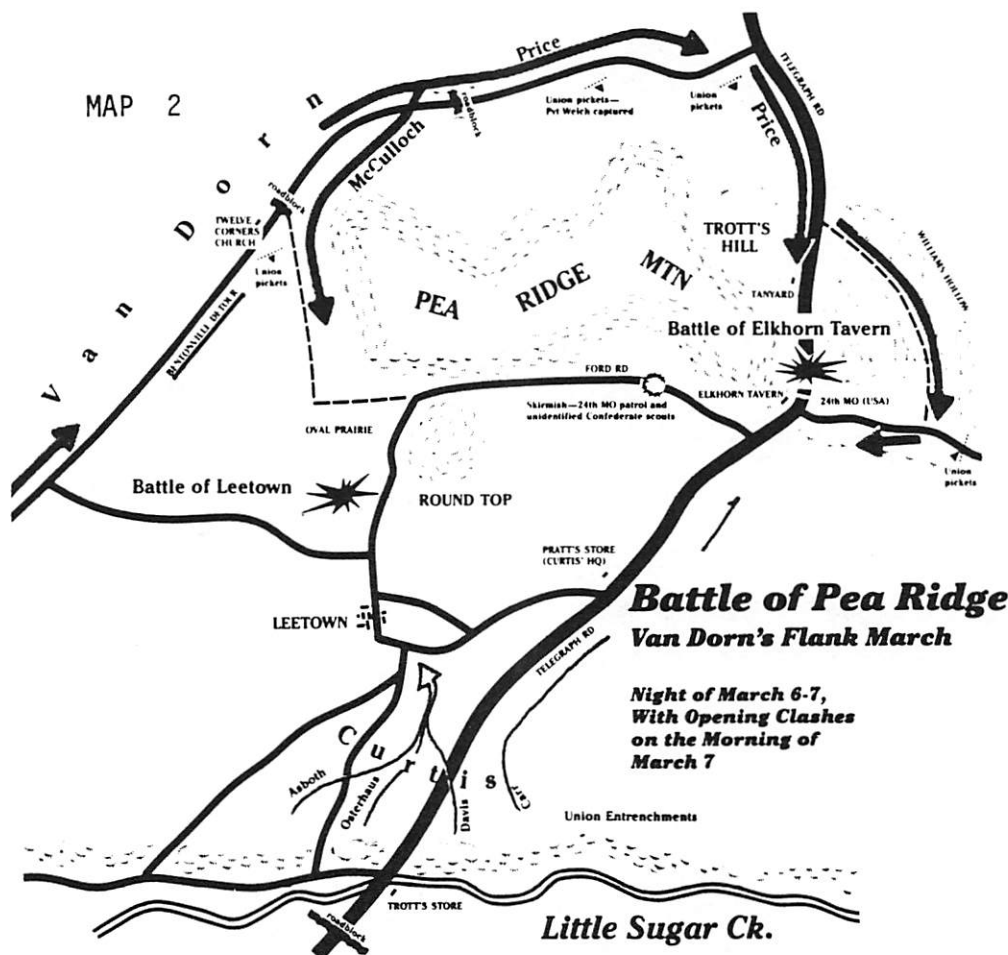 MAP 2
Van Dorn
Price
roadblock
Union pickets—
Pvt Welch captured
Union
pickets
TELEGRAPH RD
Price
McCulloch
roadblock
TWELVE
CORNERS
CHURCH
Union
pickets
BENTONVILLE DETOUR
PEA RIDGE MTN
TROTT'S
HILL
WILLIAMS HOLLOW
TANYARD
Battle of Elkhorn Tavern
FORD RD
ELKHORN TAVERN
24th MO (USA)
Skirmish—24th MO patrol and
unidentified Confederate scouts
OVAL PRAIRIE
Union
pickets
Battle of Leetown
ROUND TOP
PRATT'S STORE
(CURTIS' HQ)
LEETOWN
TELEGRAPH RD
Battle of Pea Ridge
Van Dorn's Flank March
Night of March 6-7,
With Opening Clashes
on the Morning of
March 7
Curtis
Asboth
Osterhaus
Davis
Carr
Union Entrenchments
TROTT'S STORE
roadblock
Little Sugar Ck.